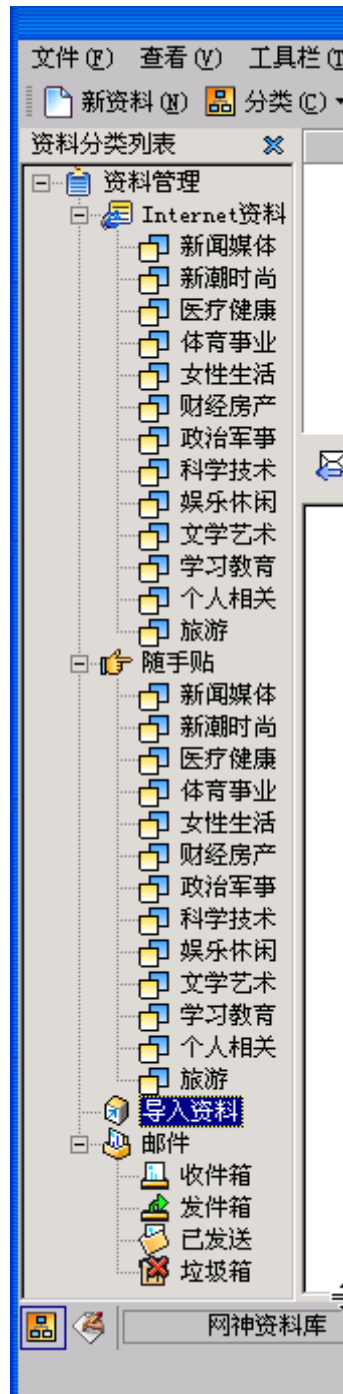 文件(F) 查看(V) 工具栏(T
新资料(N) 分类(C)
资料分类列表
资料管理
Internet资料
新闻媒体
新潮时尚
医疗健康
体育事业
女性生活
财经房产
政治军事
科学技术
娱乐休闲
文学艺术
学习教育
个人相关
旅游
随手贴
新闻媒体
新潮时尚
医疗健康
体育事业
女性生活
财经房产
政治军事
科学技术
娱乐休闲
文学艺术
学习教育
个人相关
旅游
导入资料
邮件
收件箱
发件箱
已发送
垃圾箱
网神资料库